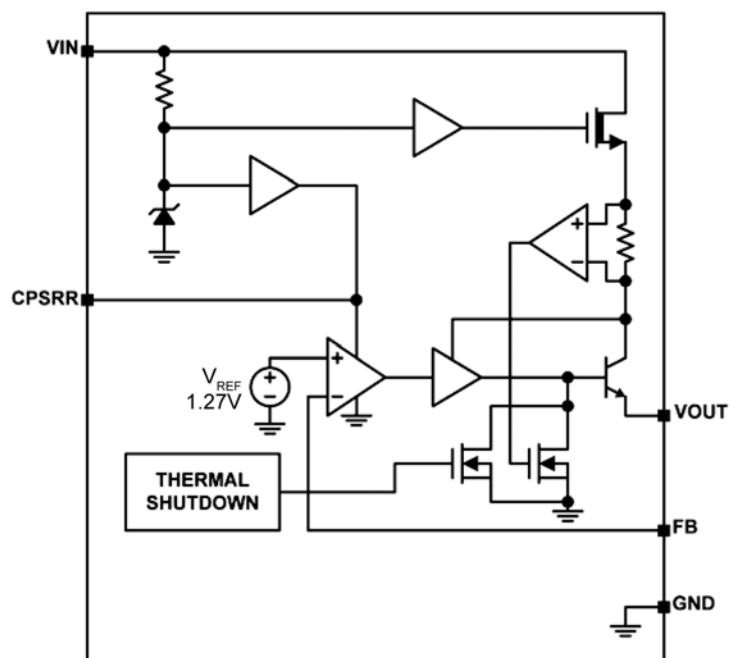 VIN
CPSRR
+
−
+
−
VREF
1.27V
+
−
VOUT
THERMAL
SHUTDOWN
FB
GND